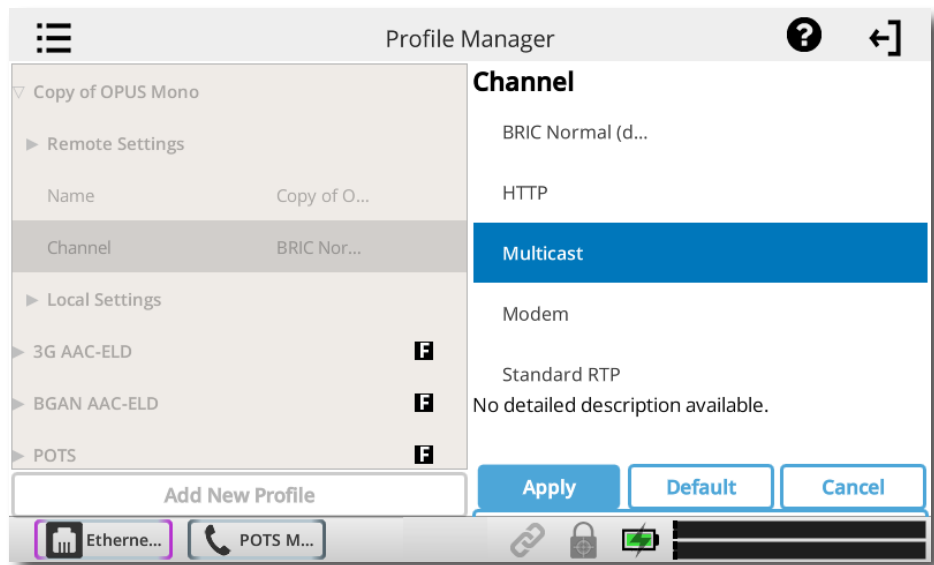 Profile Manager
?
Copy of OPUS Mono
Remote Settings
Name Copy of O...
Channel BRIC Nor...
Local Settings
3G AAC-ELD F
BGAN AAC-ELD F
POTS F
Add New Profile
Channel
BRIC Normal (d...
HTTP
Multicast
Modem
Standard RTP
No detailed description available.
Apply Default Cancel
Etherne... POTS M...